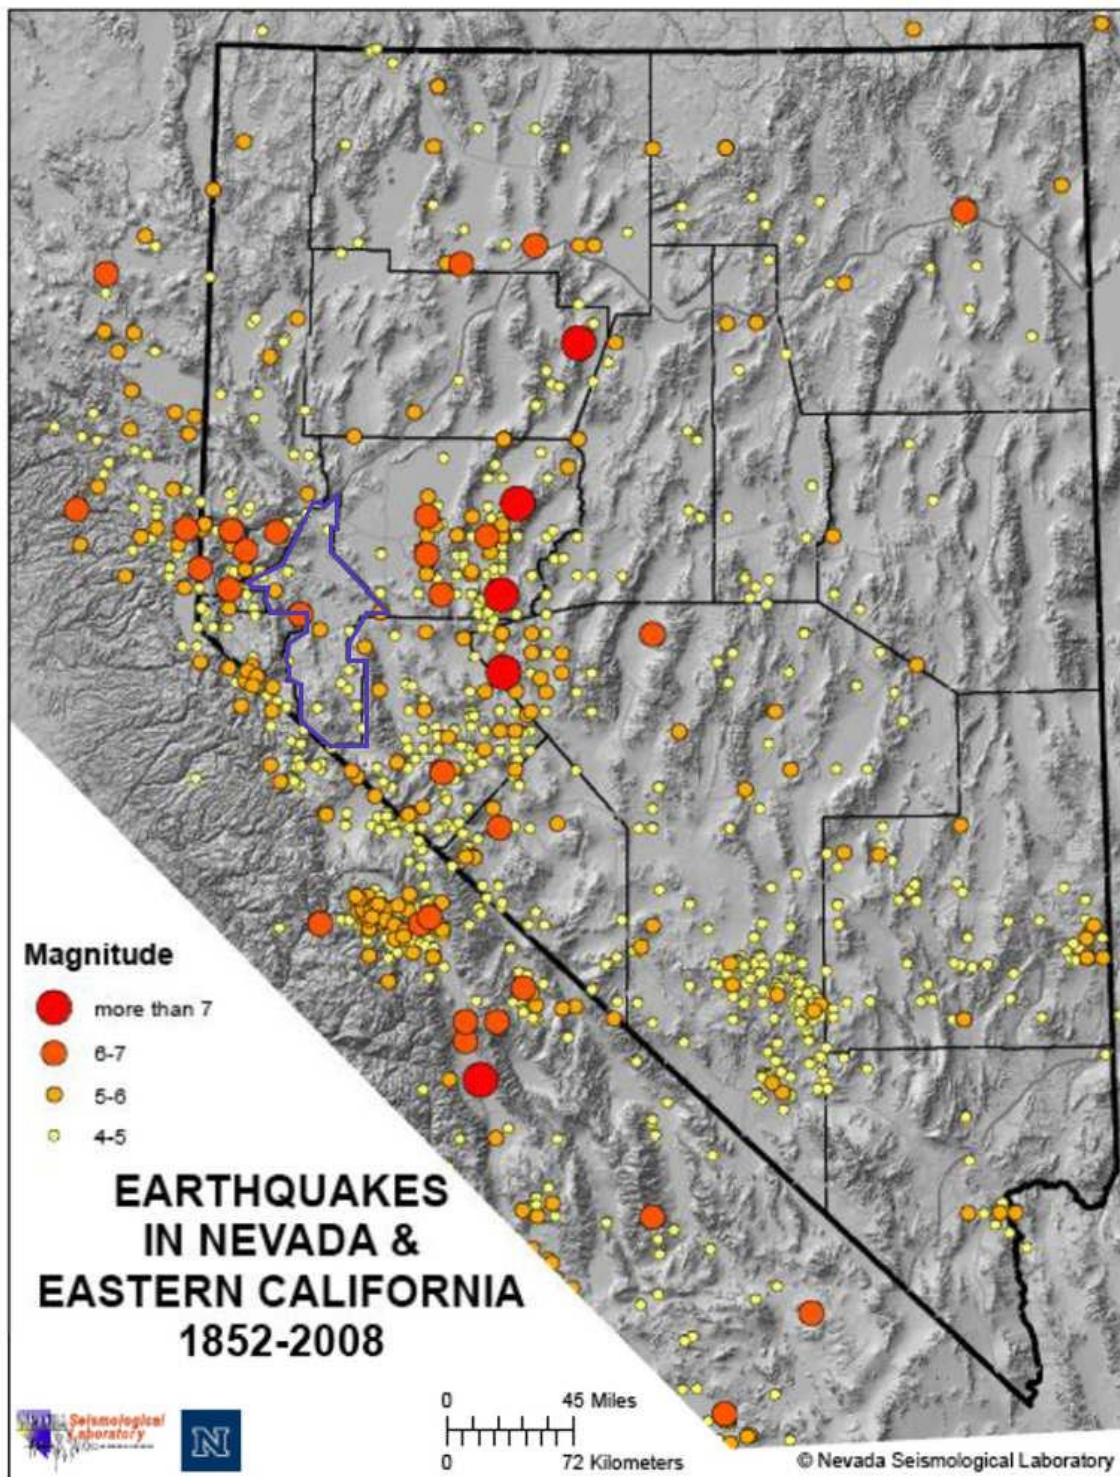 Magnitude
more than 7
6-7
5-6
4-5
EARTHQUAKES
IN NEVADA &
EASTERN CALIFORNIA
1852-2008
Seismological
Laboratory
N
0 45 Miles
0 72 Kilometers
© Nevada Seismological Laboratory